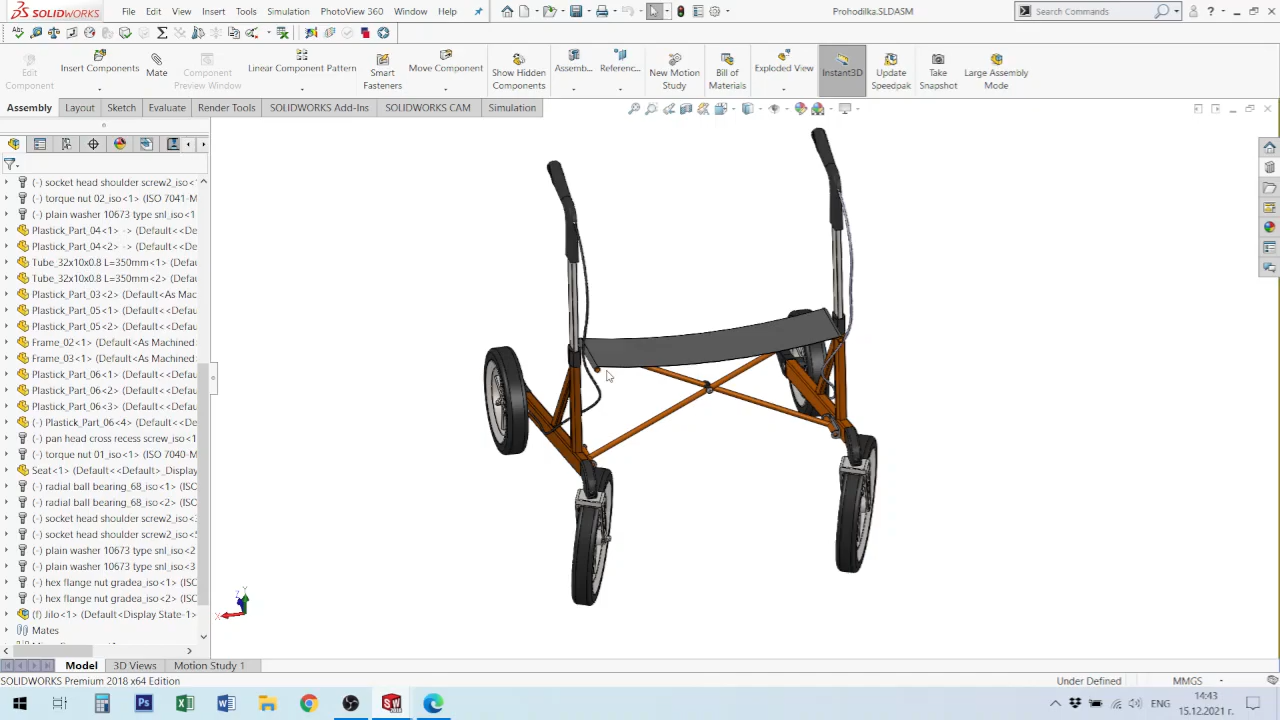 SOLIDWORKS File Edit View Insert Tools Simulation PhotoView 360 Window Help Prohodilka.SLDASM Search Commands
Edit Component
Insert Components
Mate
Component Preview Window
Linear Component Pattern
Smart Fasteners
Move Component
Show Hidden Components
Assemb...
Referenc...
New Motion Study
Bill of Materials
Exploded View
Instant3D
Update Speedpak
Take Snapshot
Large Assembly Mode
Assembly Layout Sketch Evaluate Render Tools SOLIDWORKS Add-Ins SOLIDWORKS CAM Simulation
(-) socket head shoulder screw2_iso<
(-) torque nut 02_iso<1> (ISO 7041-M
(-) plain washer 10673 type snl_iso<1
Plastick_Part_04<1> -> (Default<<De
Plastick_Part_04<2> -> (Default<<De
Tube_32x10x0.8 L=350mm<1> (Defa
Tube_32x10x0.8 L=350mm<2> (Defa
Plastick_Part_03<2> (Default<As Mac
Plastick_Part_05<1> (Default<<Defa
Plastick_Part_05<2> (Default<<Defa
Frame_02<1> (Default<As Machined
Frame_03<1> (Default<As Machined
Plastick_Part_06<1> (Default<<Defa
Plastick_Part_06<2> (Default<<Defa
Plastick_Part_06<3> (Default<<Defa
(-) Plastick_Part_06<4> (Default<<De
(-) pan head cross recess screw_iso<1
(-) torque nut 01_iso<1> (ISO 7040-M
Seat<1> (Default<<Default>_Display
(-) radial ball bearing_68_iso<1> (ISO
(-) radial ball bearing_68_iso<2> (ISO
(-) socket head shoulder screw2_iso<
(-) socket head shoulder screw2_iso<
(-) plain washer 10673 type snl_iso<2
(-) plain washer 10673 type snl_iso<3
(-) hex flange nut gradea_iso<1> (ISC
(-) hex flange nut gradea_iso<2> (ISC
(f) Jilo<1> (Default<Display State-1>
Mates
Model 3D Views Motion Study 1
SOLIDWORKS Premium 2018 x64 Edition Under Defined MMGS
ENG 14:43
15.12.2021 г.